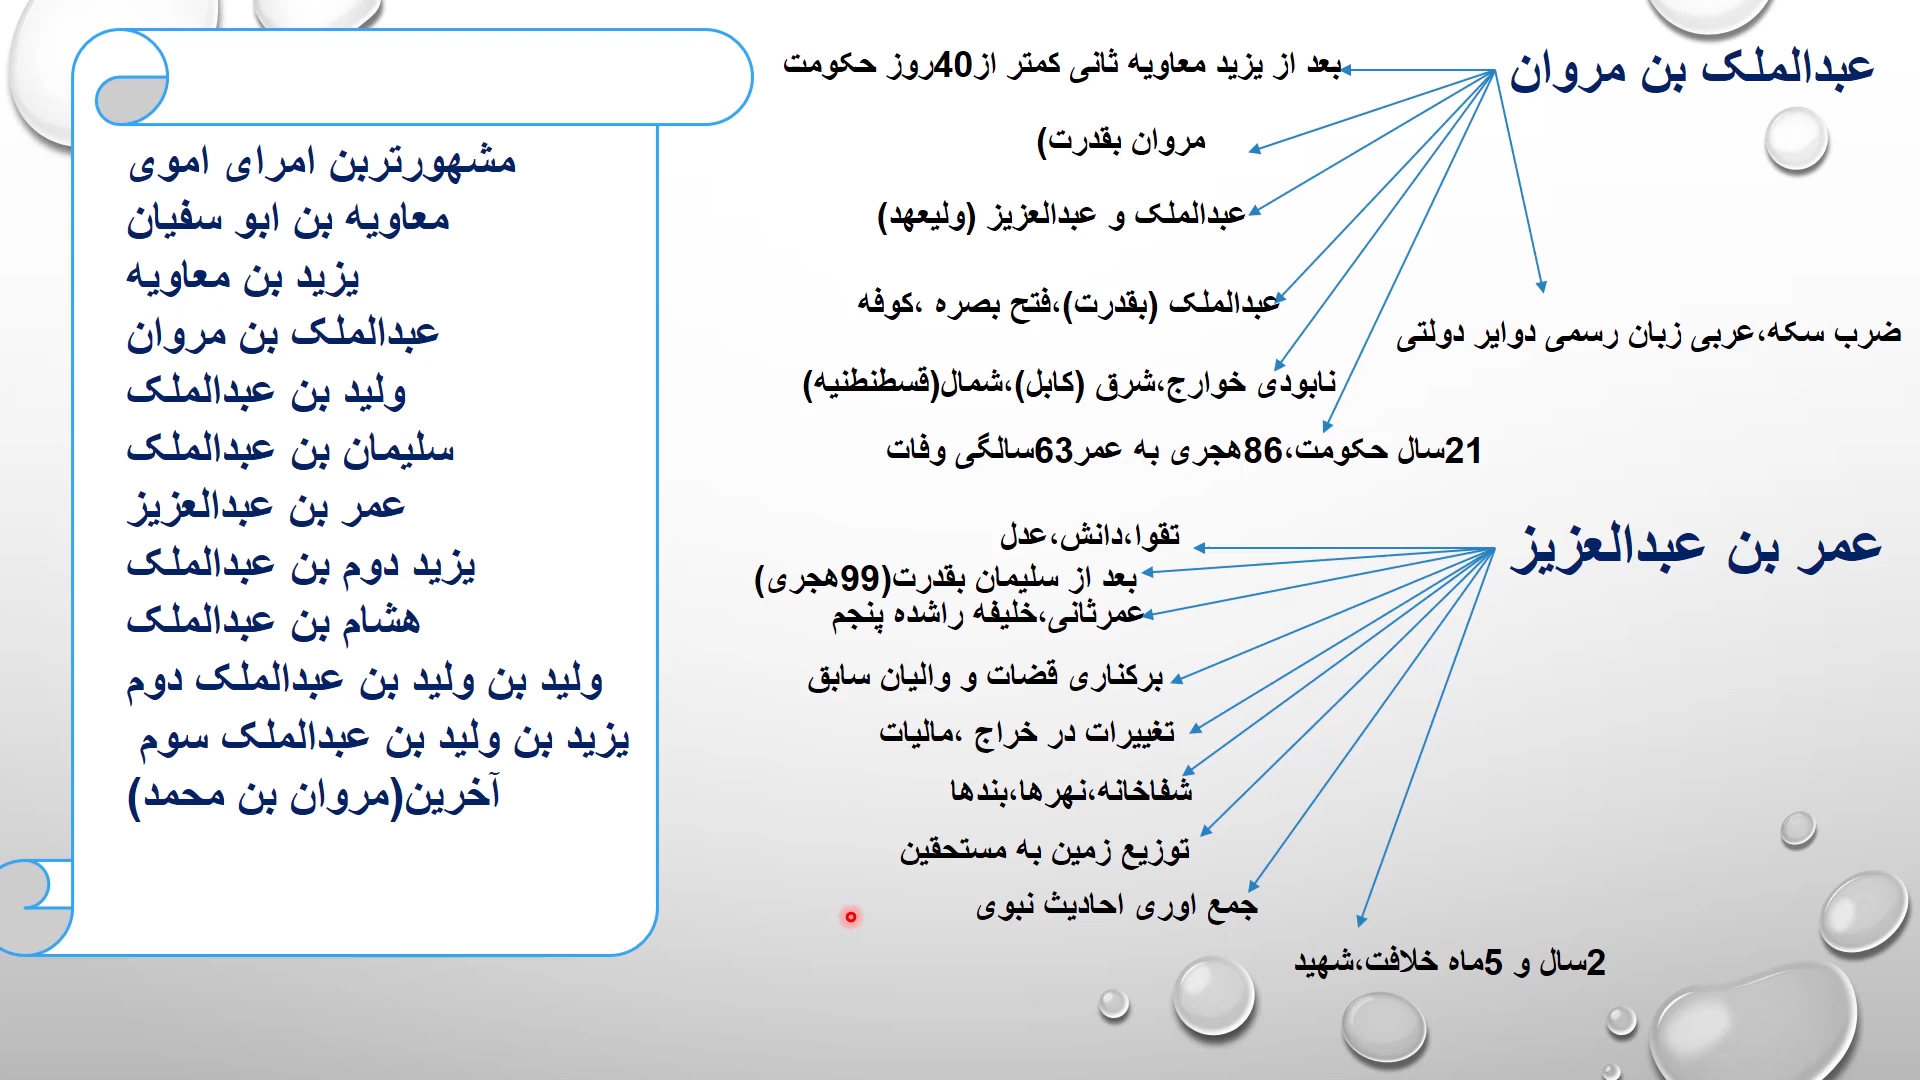 عبدالملک بن مروان
بعد از یزید معاویه ثانی کمتر از40روز حکومت
مروان بقدرت)
عبدالملک و عبدالعزیز (ولیعهد)
عبدالملک (بقدرت)،فتح بصره ،کوفه
نابودی خوارج،شرق (کابل)،شمال(قسطنطنیه)
21سال حکومت،86هجری به عمر63سالگی وفات
ضرب سکه،عربی زبان رسمی دوایر دولتی
عمر بن عبدالعزیز
تقوا،دانش،عدل
بعد از سلیمان بقدرت(99هجری)
عمرثانی،خلیفه راشده پنجم
برکناری قضات و والیان سابق
تغییرات در خراج ،مالیات
شفاخانه،نهرها،بندها
توزیع زمین به مستحقین
جمع اوری احادیث نبوی
2سال و 5ماه خلافت،شهید
مشهورتربن امرای اموی
معاویه بن ابو سفیان
یزید بن معاویه
عبدالملک بن مروان
ولید بن عبدالملک
سلیمان بن عبدالملک
عمر بن عبدالعزیز
یزید دوم بن عبدالملک
هشام بن عبدالملک
ولید بن ولید بن عبدالملک دوم
یزید بن ولید بن عبدالملک سوم
آخرین(مروان بن محمد)